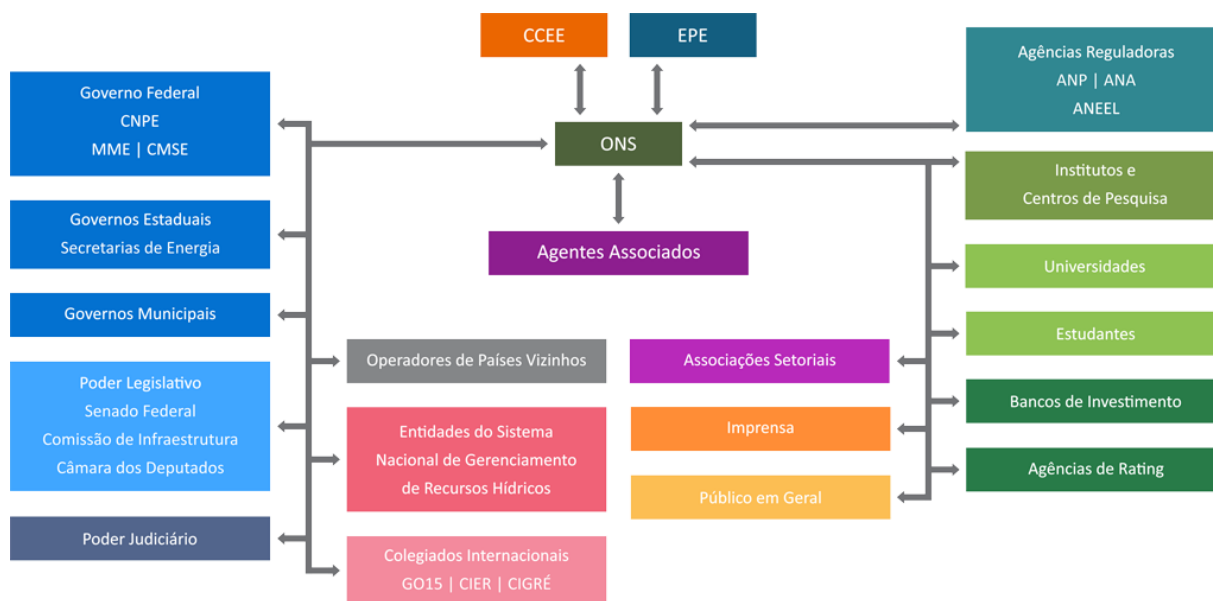 CCEE
EPE
Governo Federal
CNPE
MME | CMSE
ONS
Agências Reguladoras
ANP | ANA
ANEEL
Institutos e
Centros de Pesquisa
Governos Estaduais
Secretarias de Energia
Agentes Associados
Universidades
Governos Municipais
Estudantes
Operadores de Países Vizinhos
Associações Setoriais
Poder Legislativo
Senado Federal
Comissão de Infraestrutura
Câmara dos Deputados
Bancos de Investimento
Entidades do Sistema
Nacional de Gerenciamento
de Recursos Hídricos
Imprensa
Agências de Rating
Público em Geral
Poder Judiciário
Colegiados Internacionais
GO15 | CIER | CIGRÉ